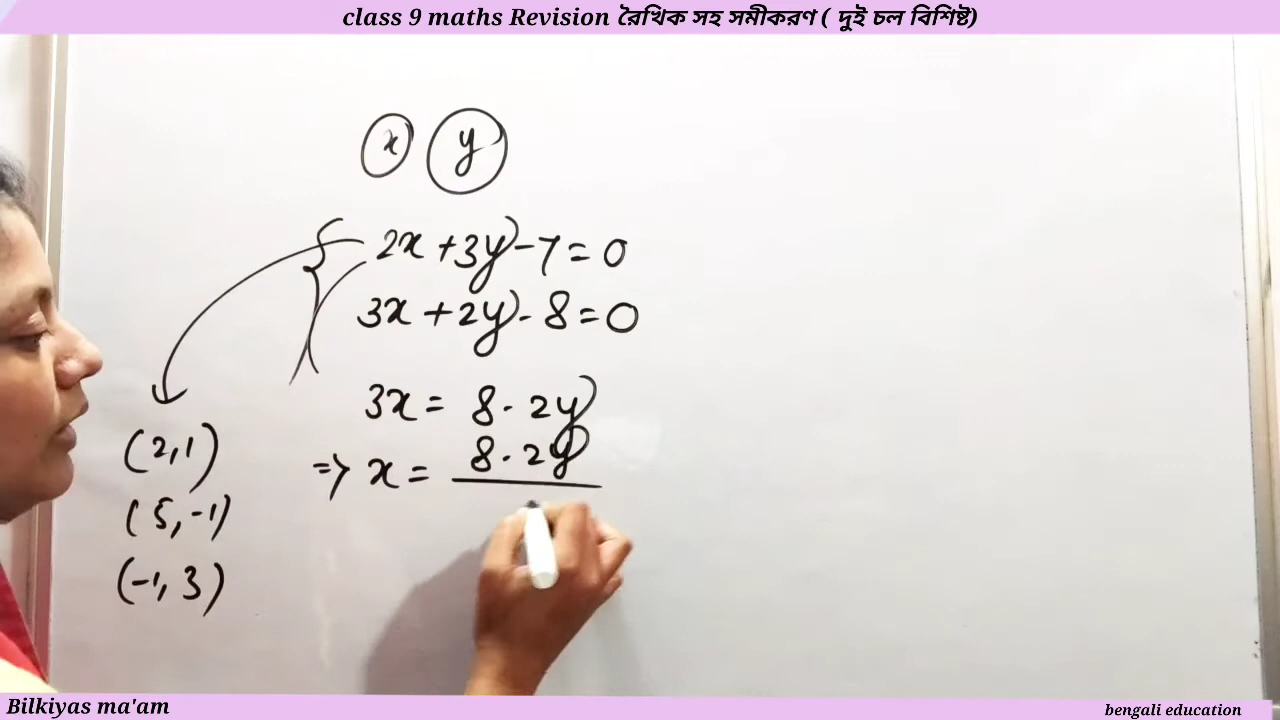 class 9 maths Revision রৈখিক সহ সমীকরণ ( দুই চল বিশিষ্ট)
x y
2x + 3y - 7 = 0
3x + 2y - 8 = 0
3x = 8 - 2y
=> x = 8 - 2y
(2, 1)
(5, -1)
(-1, 3)
Bilkiyas ma'am
bengali education